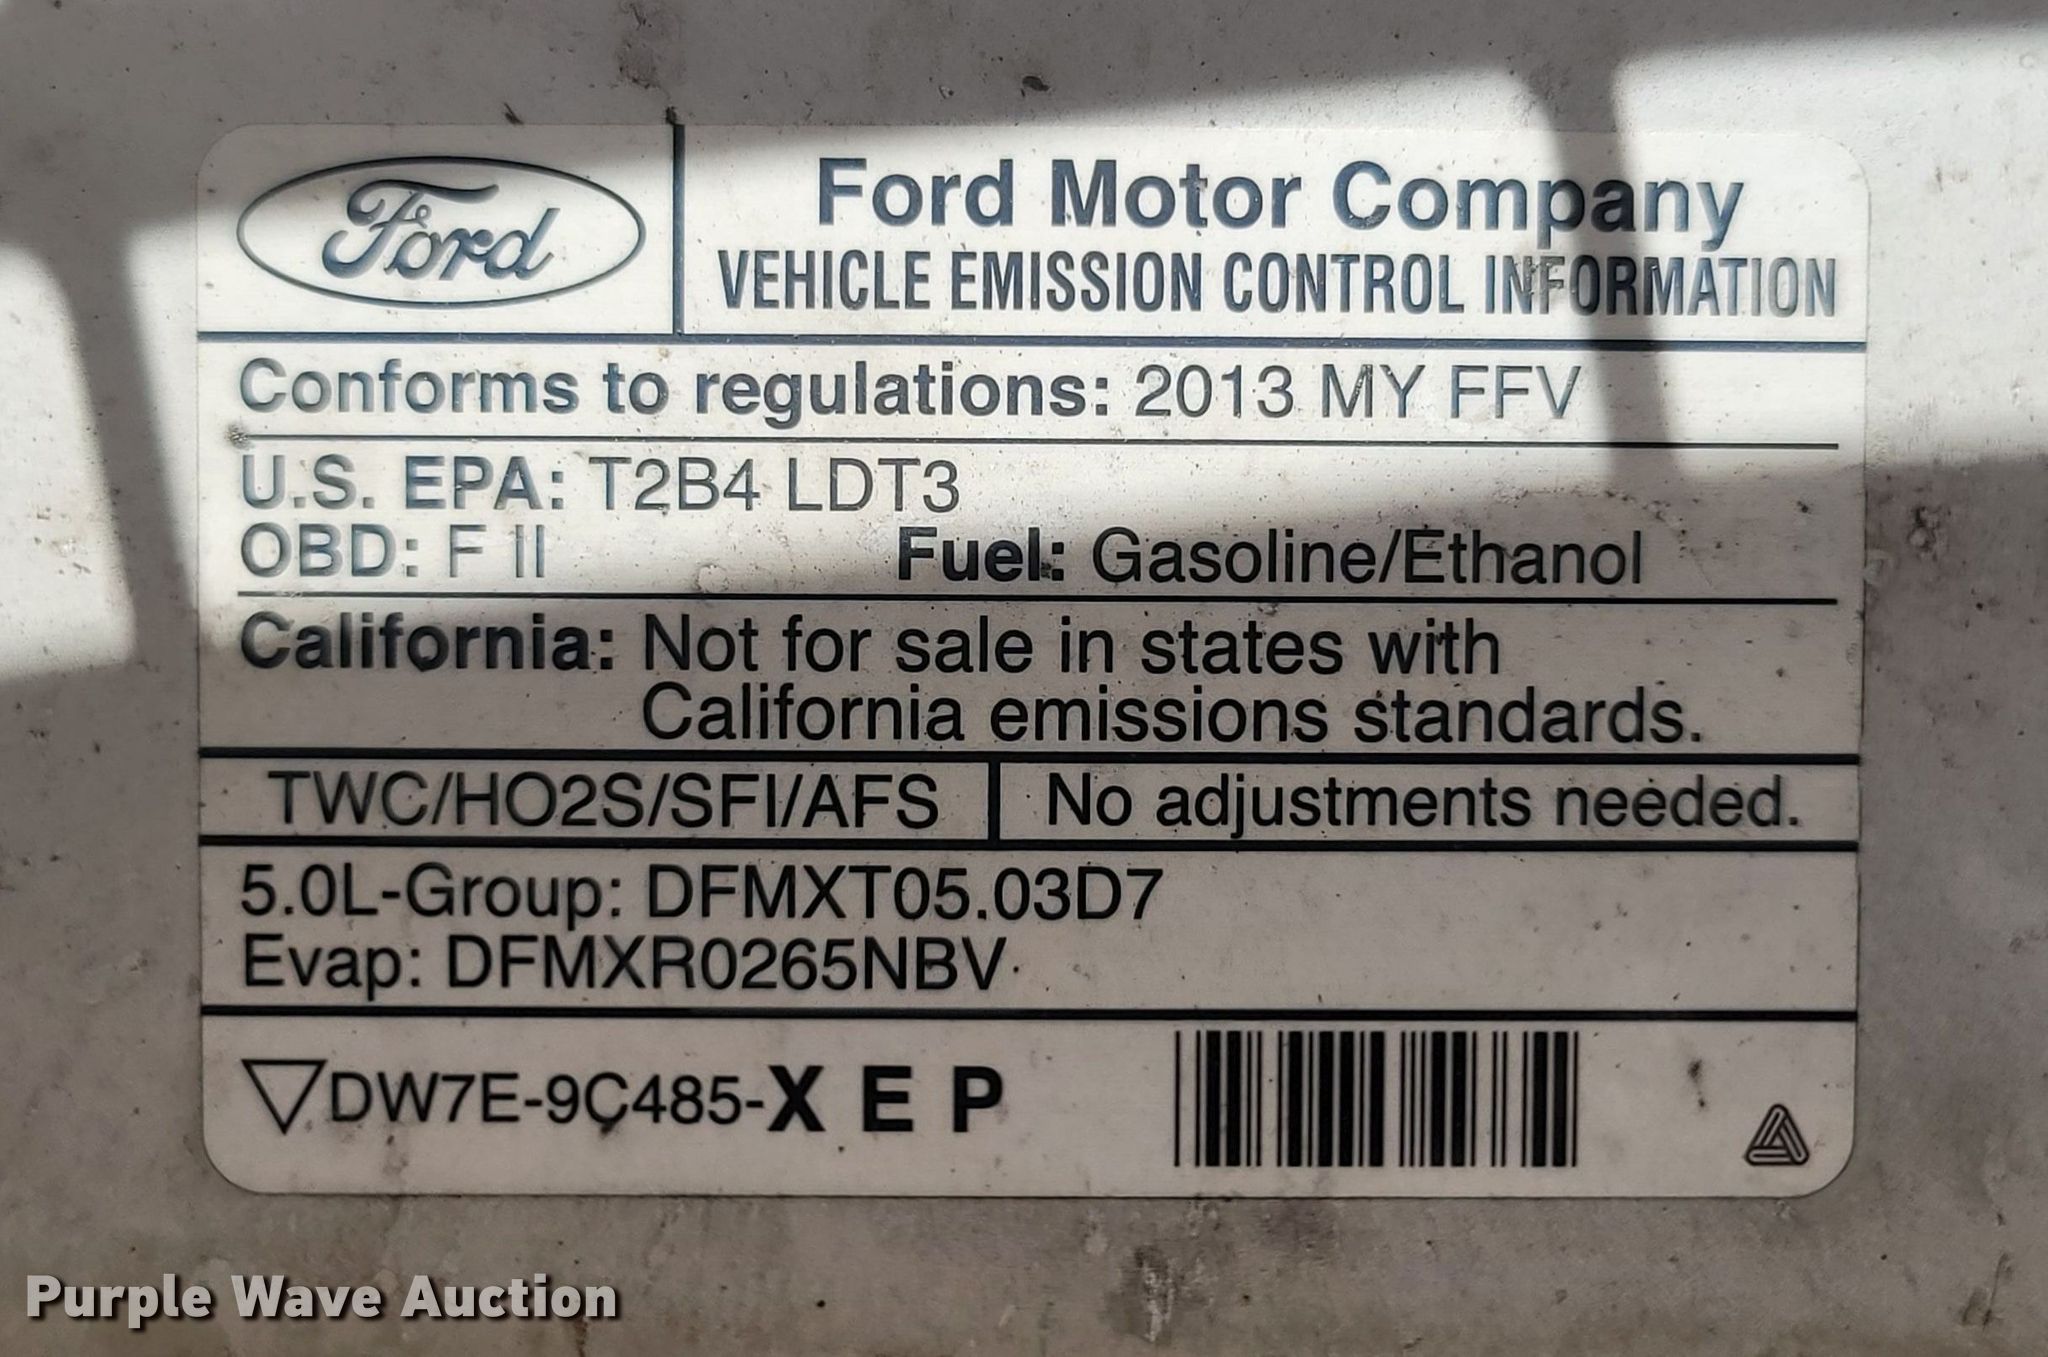 Ford
Ford Motor Company
VEHICLE EMISSION CONTROL INFORMATION
Conforms to regulations: 2013 MY FFV
U.S. EPA: T2B4 LDT3
OBD: F II Fuel: Gasoline/Ethanol
California: Not for sale in states with
California emissions standards.
TWC/HO2S/SFI/AFS No adjustments needed.
5.0L-Group: DFMXT05.03D7
Evap: DFMXR0265NBV
DW7E-9C485-X E P
Purple Wave Auction